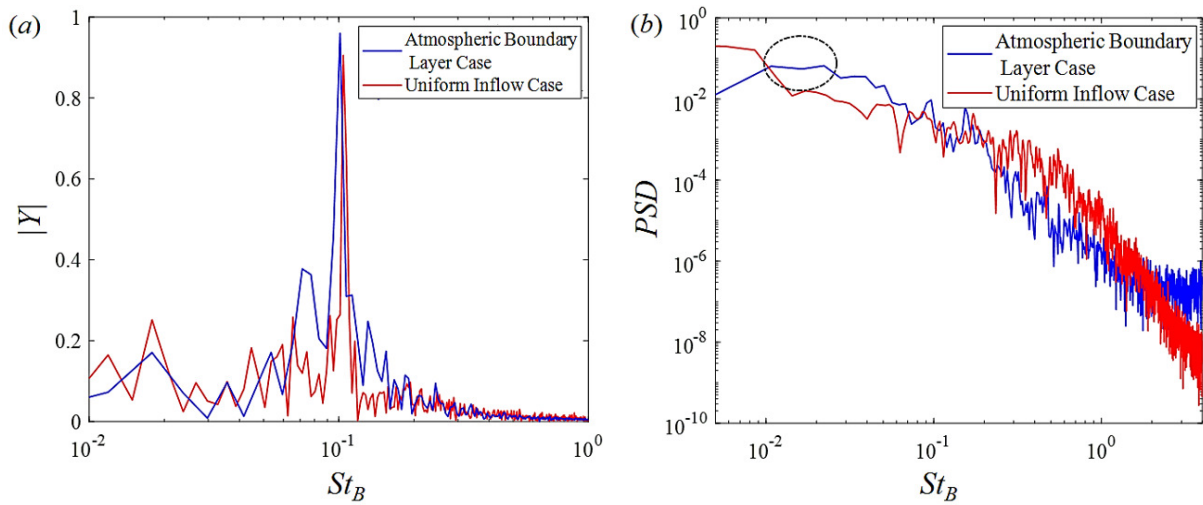 (a)
1
0.8
0.6
0.4
0.2
0
|Y|
10^-2
10^-1
10^0
St_B
Atmospheric Boundary
Layer Case
Uniform Inflow Case
(b)
10^0
10^-2
10^-4
10^-6
10^-8
10^-10
PSD
10^-2
10^-1
10^0
St_B
Atmospheric Boundary
Layer Case
Uniform Inflow Case